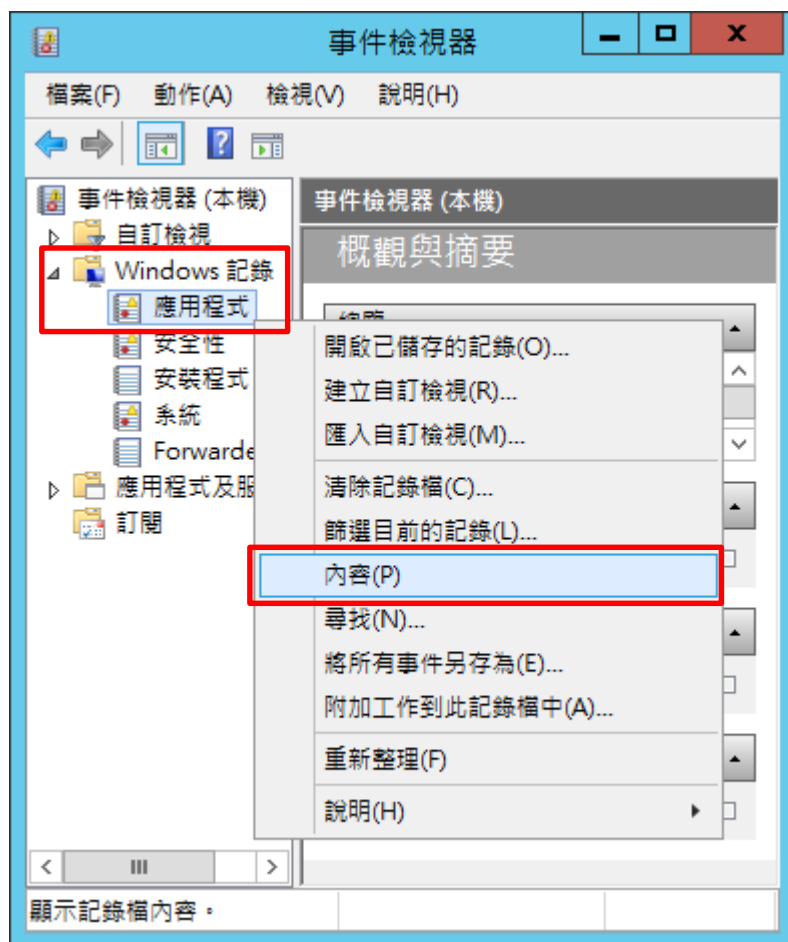 事件檢視器
檔案(F) 動作(A) 檢視(V) 說明(H)
事件檢視器 (本機)
自訂檢視
Windows 記錄
應用程式
安全性
安裝程式
系統
Forwarde
應用程式及服
訂閱
事件檢視器 (本機)
概觀與摘要
開啟已儲存的記錄(O)...
建立自訂檢視(R)...
匯入自訂檢視(M)...
清除記錄檔(C)...
篩選目前的記錄(L)...
內容(P)
尋找(N)...
將所有事件另存為(E)...
附加工作到此記錄檔中(A)...
重新整理(F)
說明(H)
顯示記錄檔內容。